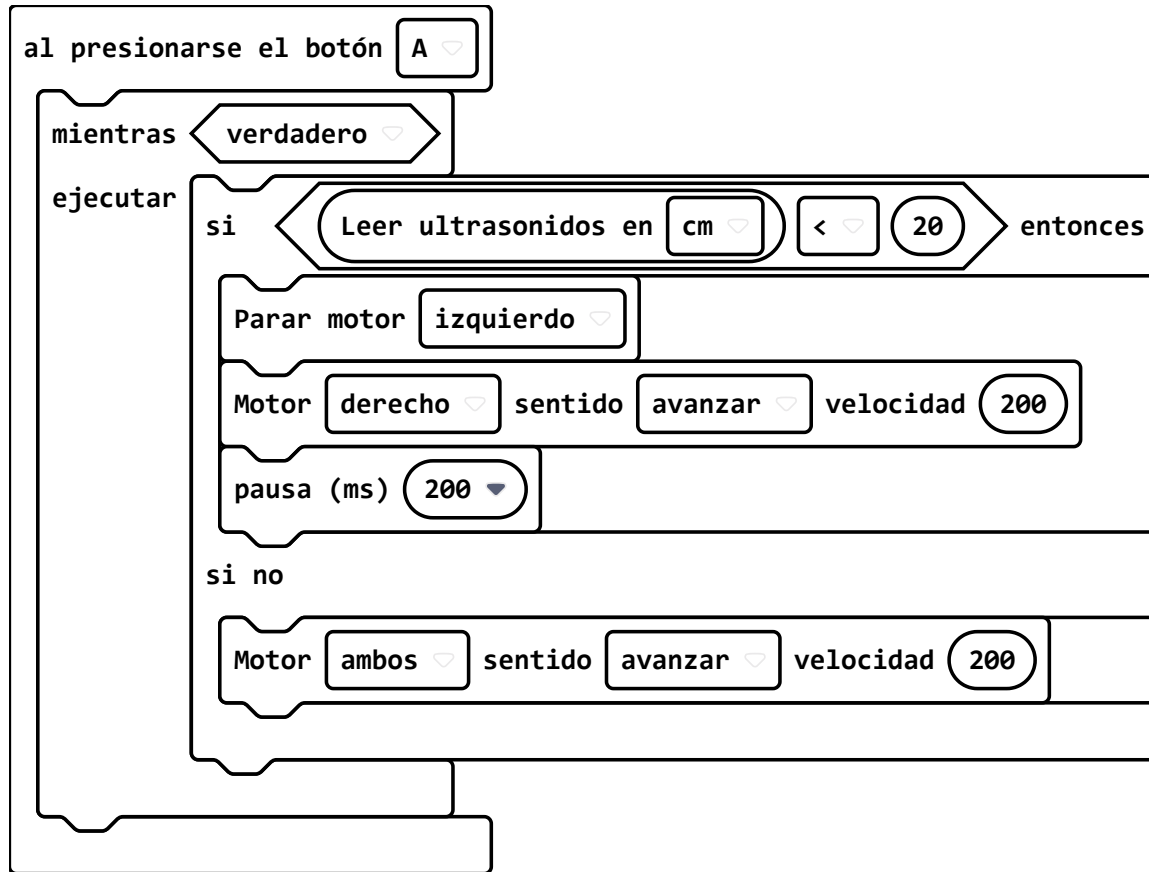 al presionarse el botón A
mientras verdadero
ejecutar
si Leer ultrasonidos en cm < 20 entonces
Parar motor izquierdo
Motor derecho sentido avanzar velocidad 200
pausa (ms) 200
si no
Motor ambos sentido avanzar velocidad 200